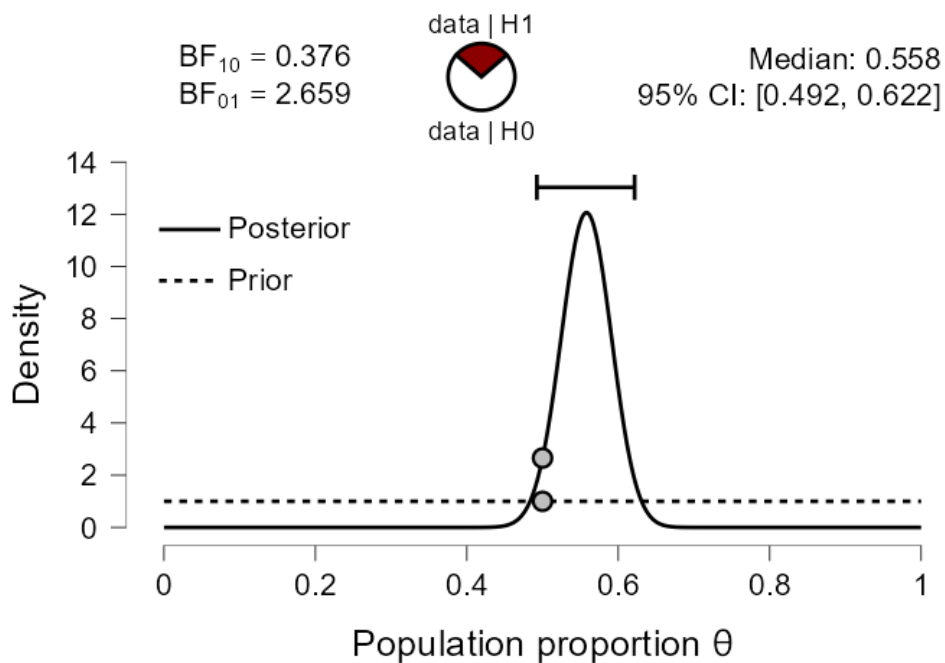 data | H1
BF₁₀ = 0.376
BF₀₁ = 2.659
Median: 0.558
95% CI: [0.492, 0.622]
data | H0
14
12
10
8
6
4
2
0
Density
Posterior
Prior
0 0.2 0.4 0.6 0.8 1
Population proportion θ